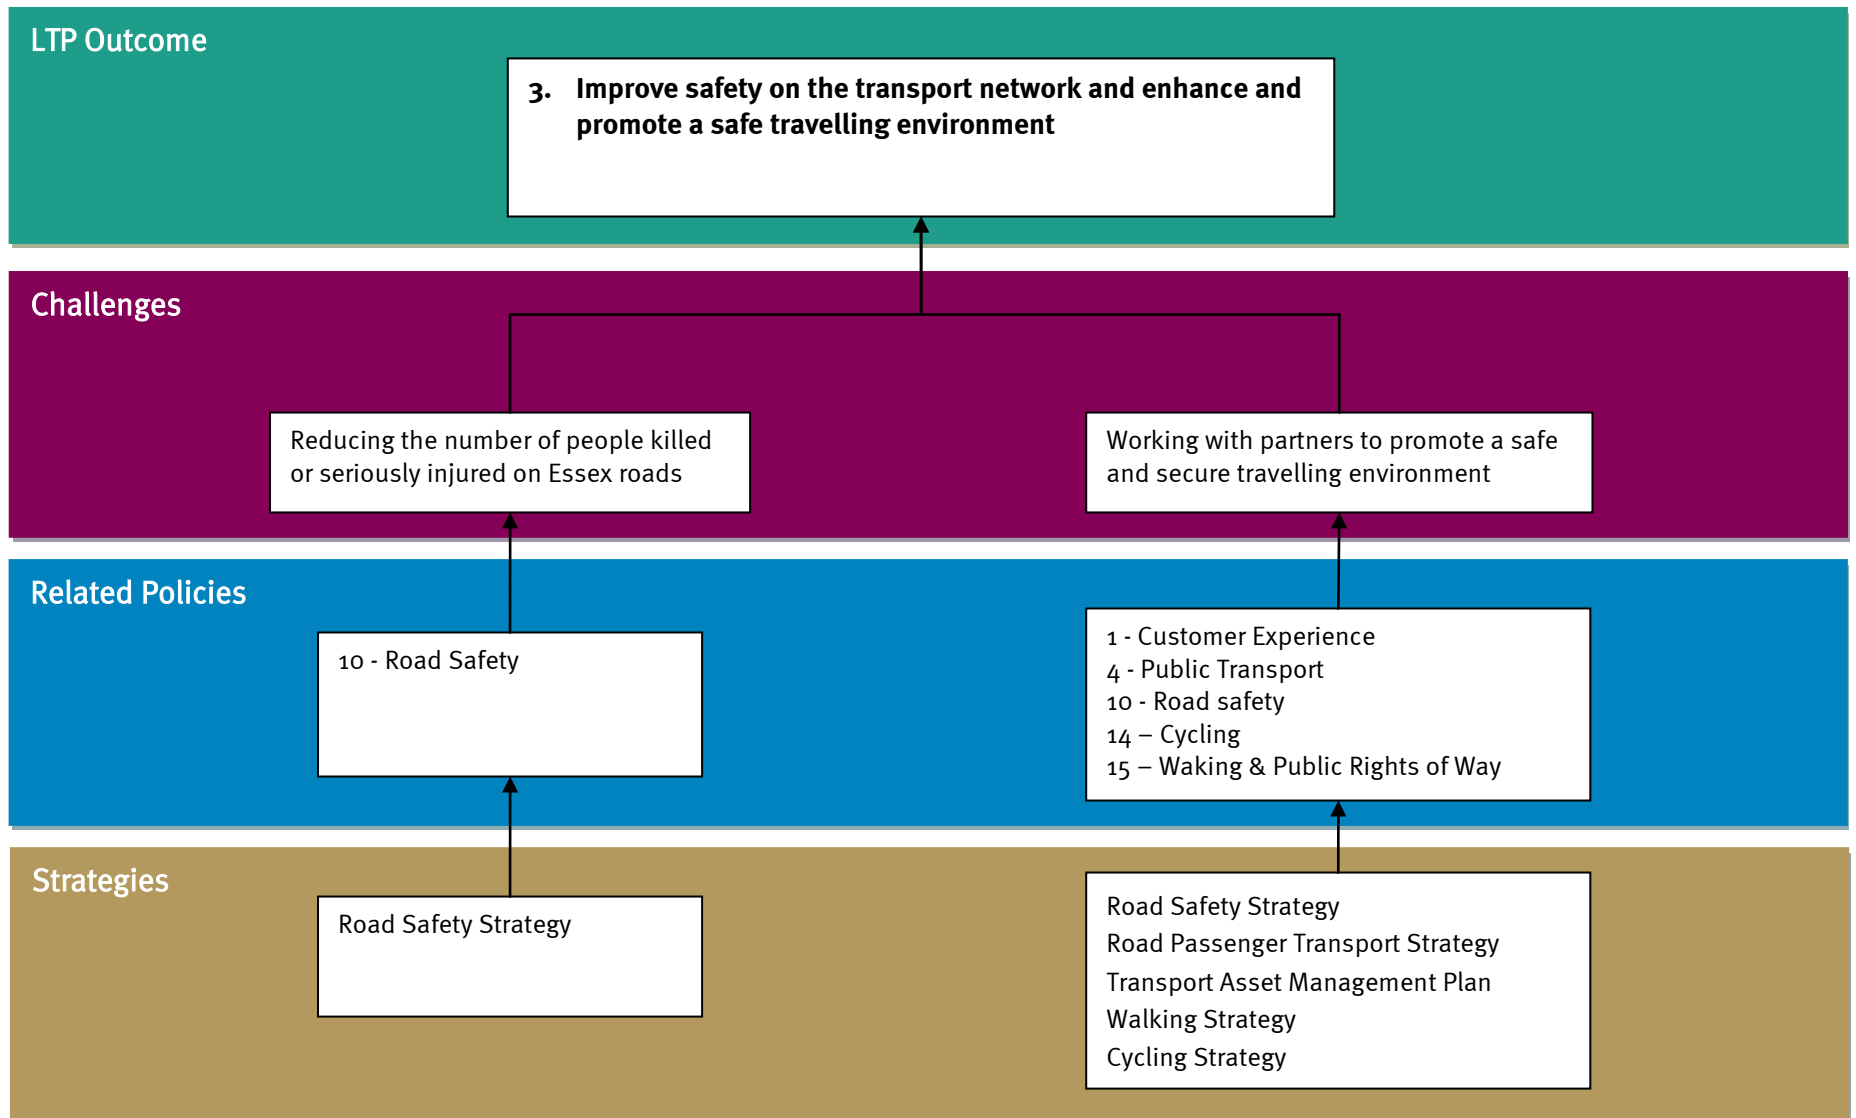 LTP Outcome
3. Improve safety on the transport network and enhance and
promote a safe travelling environment
Challenges
Reducing the number of people killed
or seriously injured on Essex roads
Working with partners to promote a safe
and secure travelling environment
Related Policies
10 - Road Safety
1 - Customer Experience
4 - Public Transport
10 - Road safety
14 – Cycling
15 – Waking & Public Rights of Way
Strategies
Road Safety Strategy
Road Safety Strategy
Road Passenger Transport Strategy
Transport Asset Management Plan
Walking Strategy
Cycling Strategy